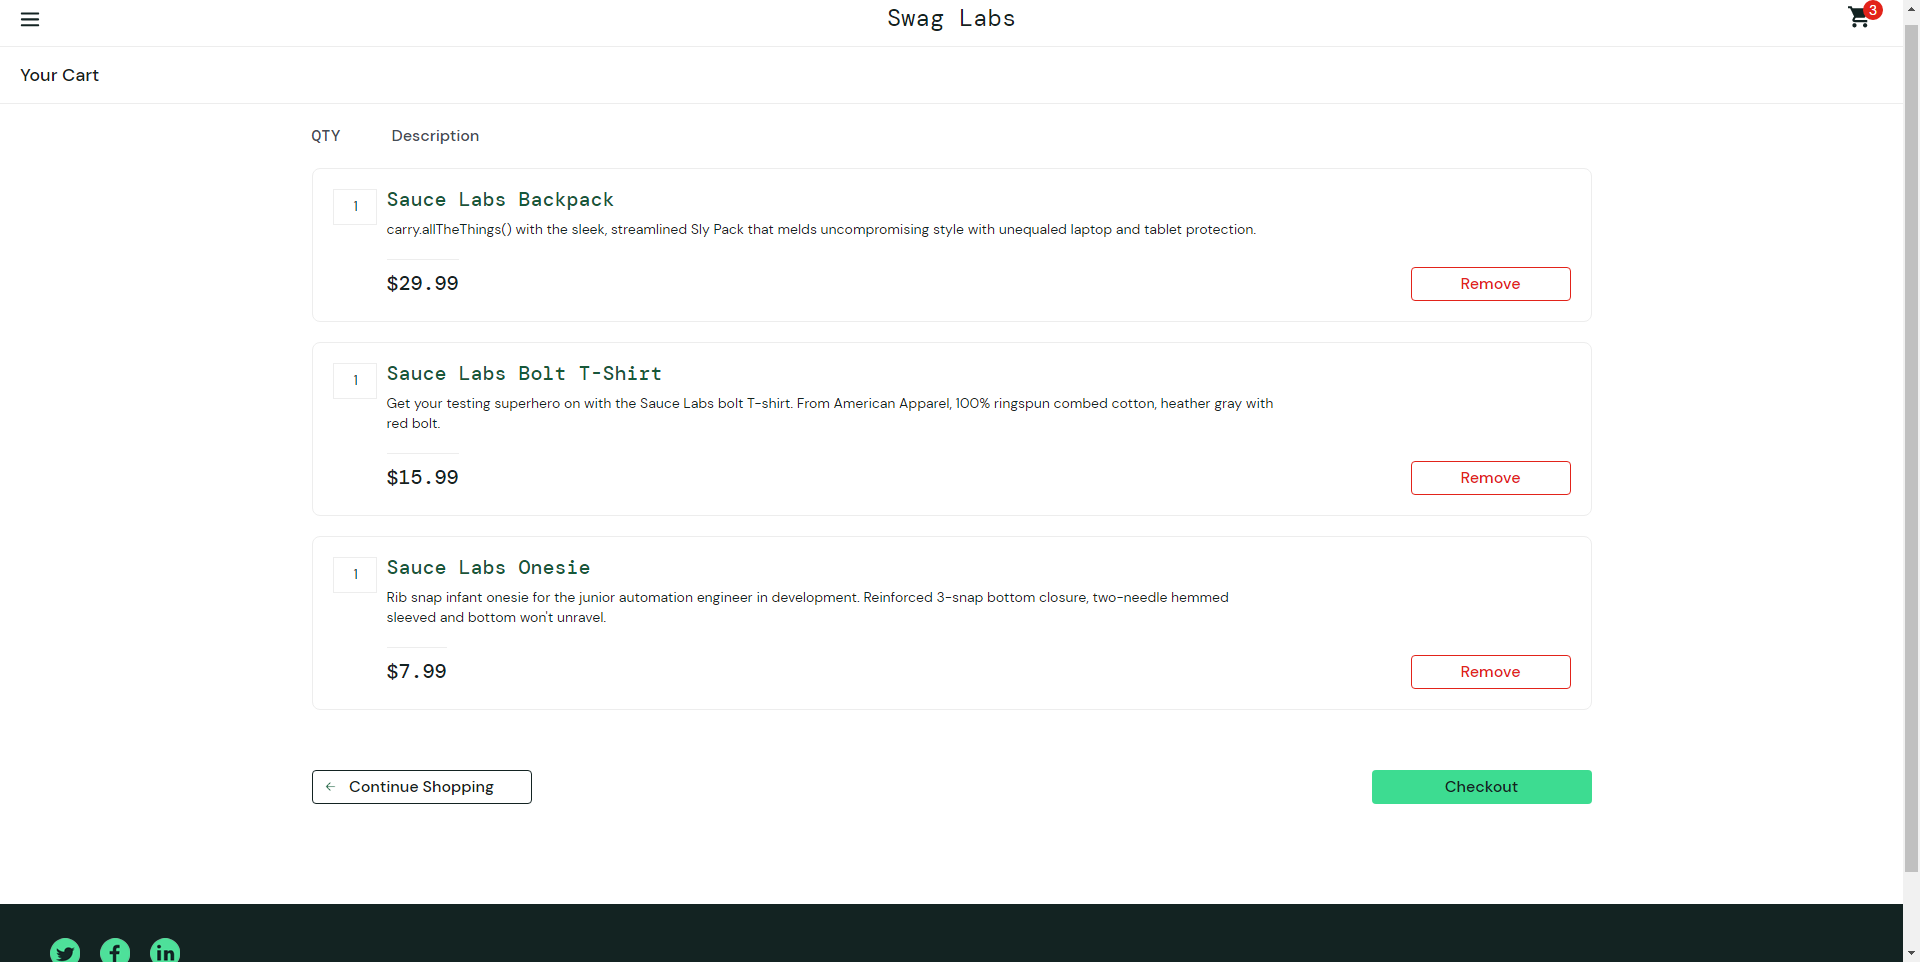 Swag Labs
3
Your Cart
QTY Description
1
Sauce Labs Backpack
carry.allTheThings() with the sleek, streamlined Sly Pack that melds uncompromising style with unequaled laptop and tablet protection.
$29.99
Remove
1
Sauce Labs Bolt T-Shirt
Get your testing superhero on with the Sauce Labs bolt T-shirt. From American Apparel, 100% ringspun combed cotton, heather gray with
red bolt.
$15.99
Remove
1
Sauce Labs Onesie
Rib snap infant onesie for the junior automation engineer in development. Reinforced 3-snap bottom closure, two-needle hemmed
sleeved and bottom won't unravel.
$7.99
Remove
Continue Shopping
Checkout